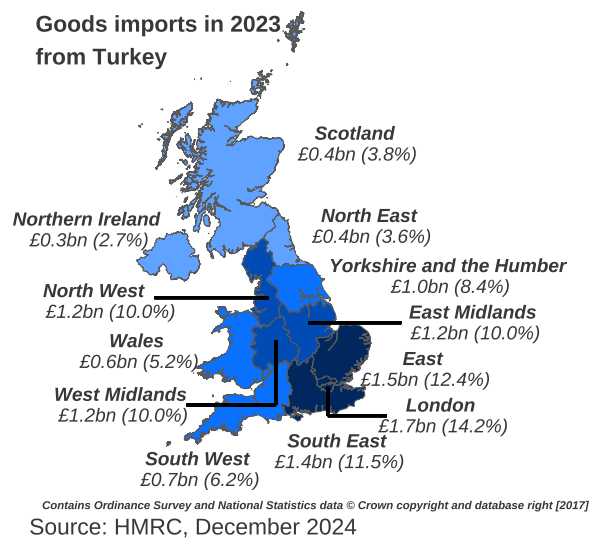 Goods imports in 2023
from Turkey
Scotland
£0.4bn (3.8%)
Northern Ireland
£0.3bn (2.7%)
North East
£0.4bn (3.6%)
Yorkshire and the Humber
£1.0bn (8.4%)
North West
£1.2bn (10.0%)
East Midlands
£1.2bn (10.0%)
Wales
£0.6bn (5.2%)
East
£1.5bn (12.4%)
West Midlands
£1.2bn (10.0%)
London
£1.7bn (14.2%)
South East
£1.4bn (11.5%)
South West
£0.7bn (6.2%)
Contains Ordinance Survey and National Statistics data © Crown copyright and database right [2017]
Source: HMRC, December 2024